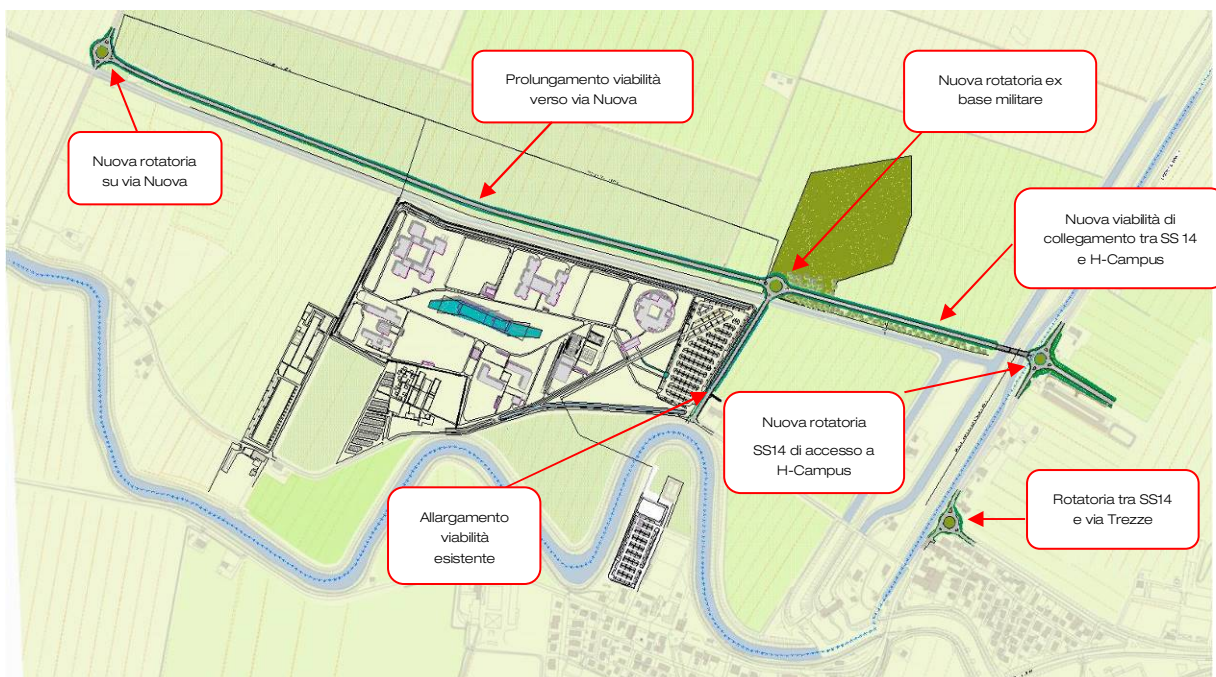 Prolungamento viabilità
verso via Nuova
Nuova rotatoria ex
base militare
Nuova rotatoria
su via Nuova
Nuova viabilità di
collegamento tra SS 14
e H-Campus
Nuova rotatoria
SS14 di accesso a
H-Campus
Rotatoria tra SS14
e via Trezze
Allargamento
viabilità
esistente